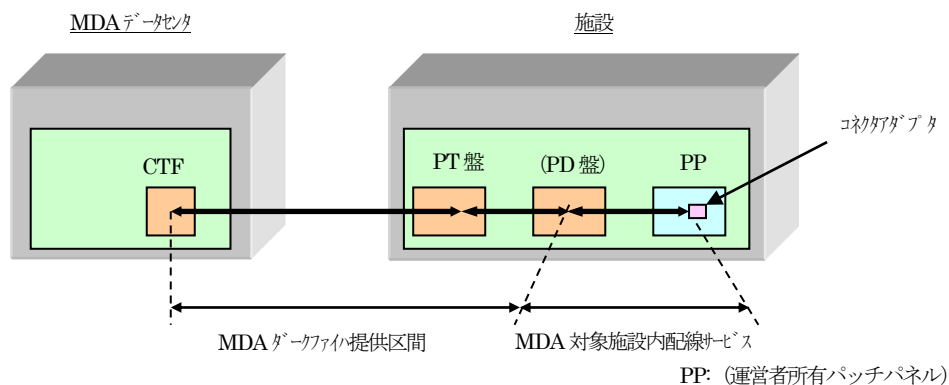 MDAデータセンタ
施設
コネクタアダプタ
CTF
PT盤
(PD盤)
PP
MDAダークファイバ提供区間
MDA対象施設内配線サービス
PP:（運営者所有パッチパネル）